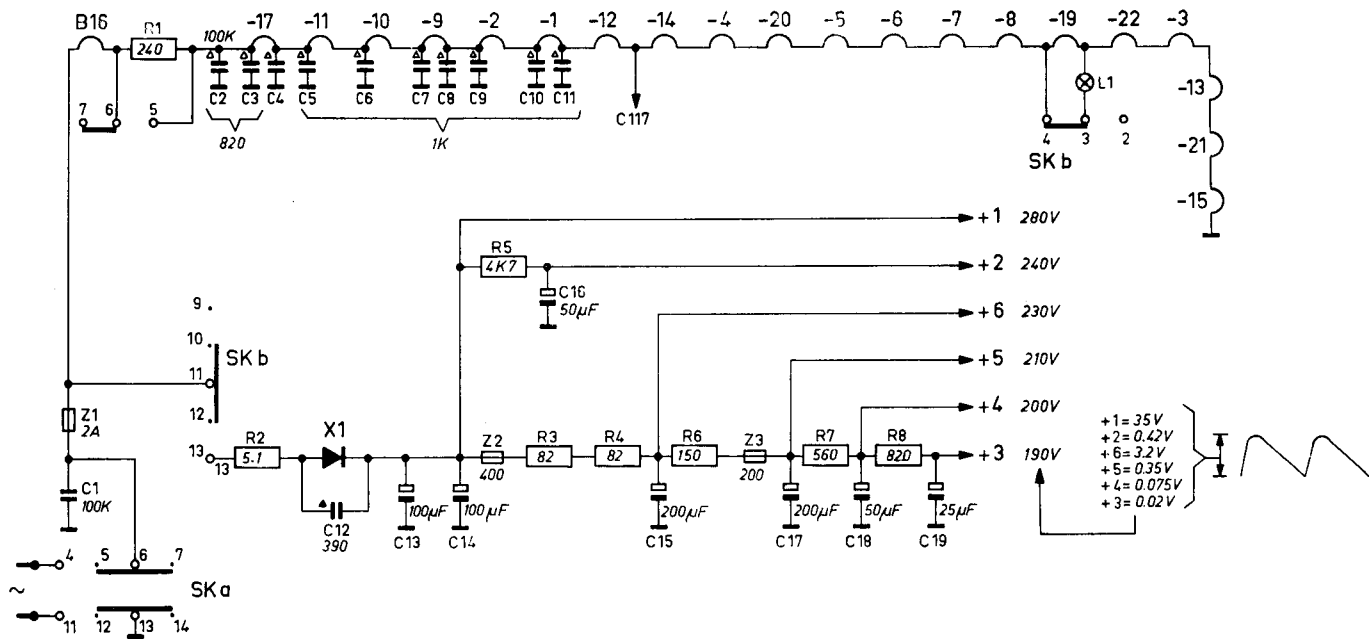 B16 R1 -17 -11 -10 -9 -2 -1 -12 -14 -4 -20 -5 -6 -7 -8 -19 -22 -3
240 100K
C2 C3 C4 C5 C6 C7 C8 C9 C10 C11 L1 -13
7 6 5 C117 4 3 2
820 1K SKb -21
-15
+1 280V
R5
4K7 +2 240V
C16
50µF
9 +6 230V
10 SKb
11 +5 210V
12 +4 200V
Z1
2A
13 13 R2 X1 Z2 R3 R4 R6 Z3 R7 R8 +3 190V
5.1 400 82 82 150 200 560 820
+1=35V
+2=0.42V
+6=3.2V
+5=0.35V
+4=0.075V
+3=0.02V
C1
100K
C12
390
100µF 100µF 200µF 200µF 50µF 25µF
C13 C14 C15 C17 C18 C19
4 5 6 7
~ SKa
11 12 13 14